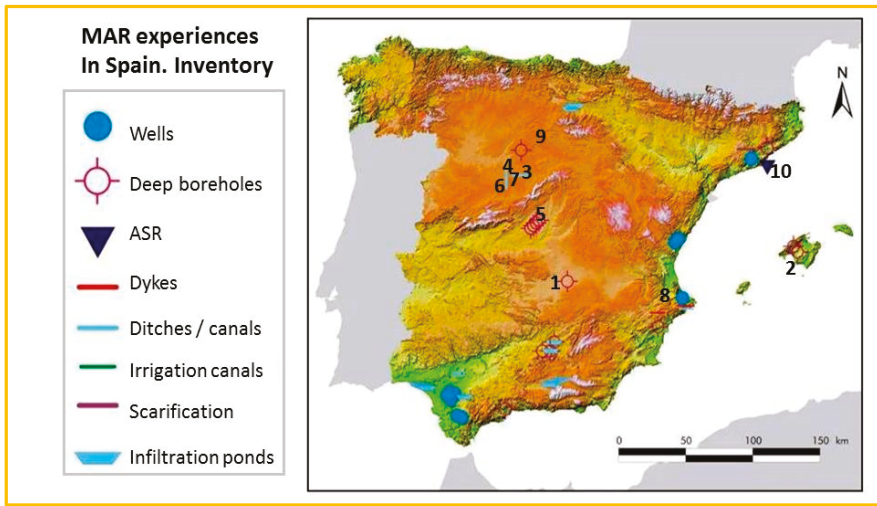 MAR experiences
In Spain. Inventory
Wells
Deep boreholes
ASR
Dykes
Ditches / canals
Irrigation canals
Scarification
Infiltration ponds
N
9
4
3
7
6
10
5
2
1
8
0 50 100 150 km